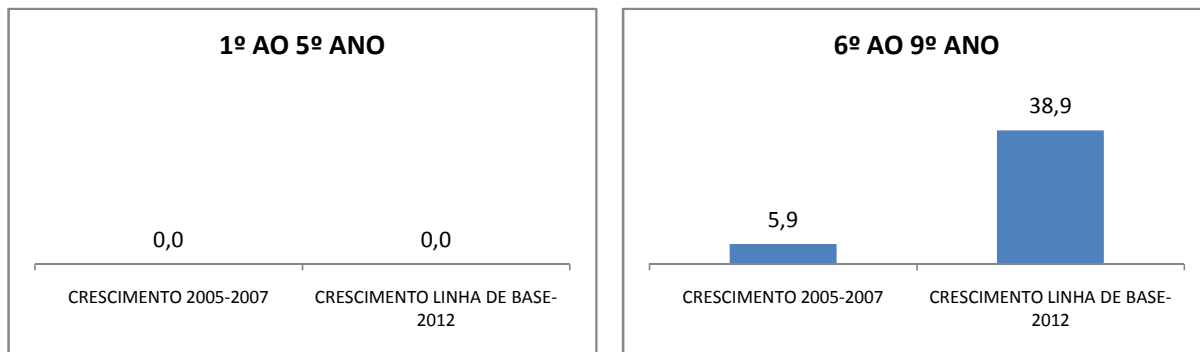 1º AO 5º ANO
0,0
0,0
CRESCIMENTO 2005-2007
CRESCIMENTO LINHA DE BASE-
2012
6º AO 9º ANO
5,9
38,9
CRESCIMENTO 2005-2007
CRESCIMENTO LINHA DE BASE-
2012